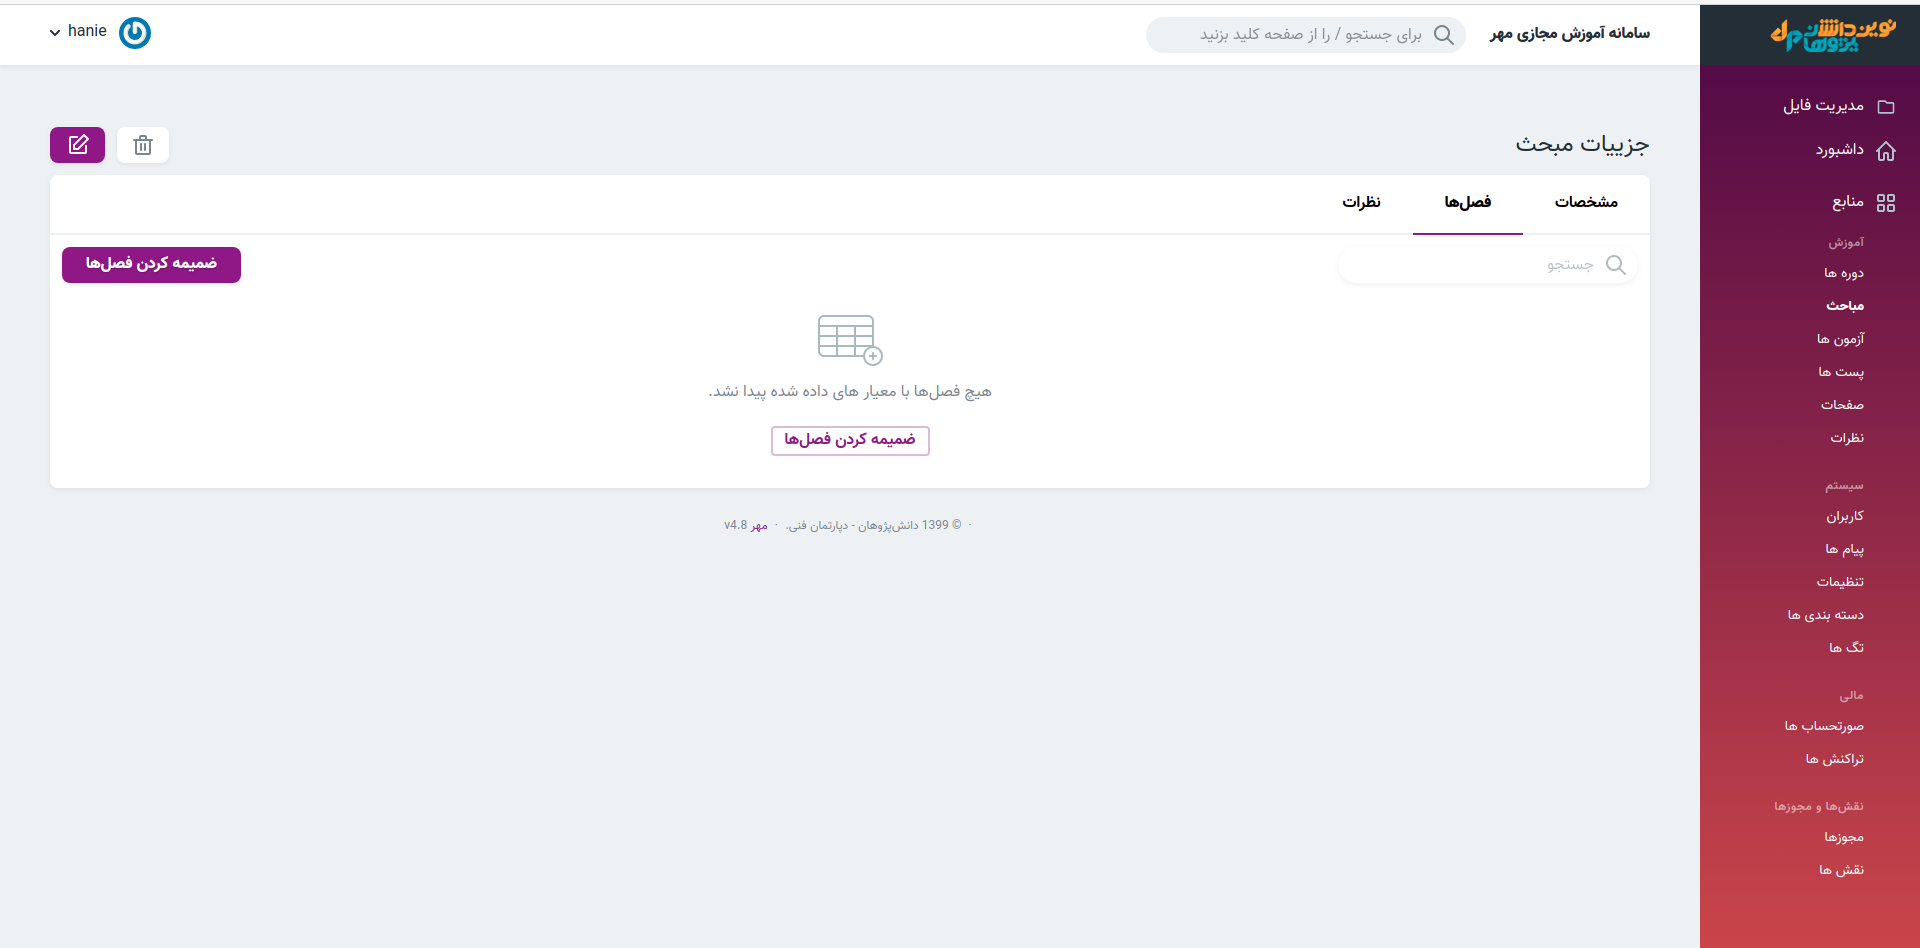 نوین دانش پژوهان
مدیریت فایل
داشبورد
منابع
آموزش
دوره ها
مباحث
آزمون ها
پست ها
صفحات
نظرات
سیستم
کاربران
پیام ها
تنظیمات
دسته بندی ها
تگ ها
مالی
صورتحساب ها
تراکنش ها
نقش‌ها و مجوزها
مجوزها
نقش ها
سامانه آموزش مجازی مهر
برای جستجو / را از صفحه کلید بزنید
hanie
جزییات مبحث
مشخصات
فصل‌ها
نظرات
جستجو
ضمیمه کردن فصل‌ها
هیچ فصل‌ها با معیار های داده شده پیدا نشد.
ضمیمه کردن فصل‌ها
· © 1399 دانش‌پژوهان - دپارتمان فنی. · مهر v4.8